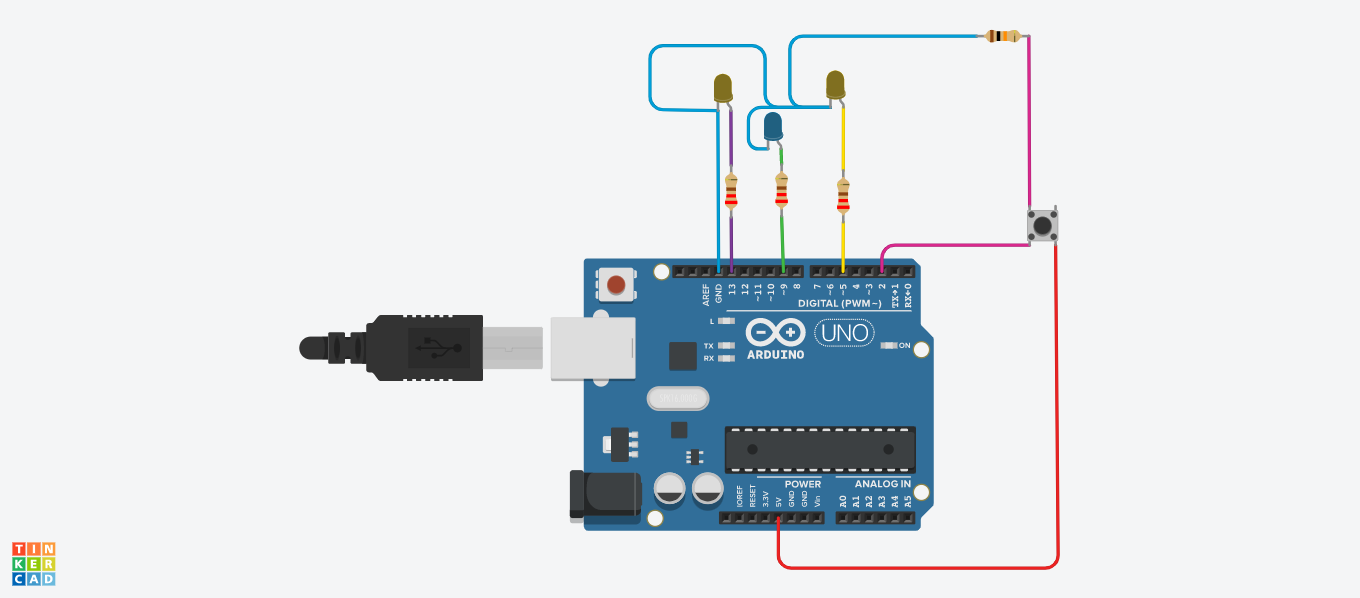 AREF
GND
13
12
~11
~10
~9
8
7
~6
~5
4
~3
2
TX→1
RX←0
DIGITAL (PWM~)
L
TX
RX
ARDUINO
UNO
ON
POWER
ANALOG IN
IOREF
RESET
3.3V
5V
GND
GND
Vin
A0
A1
A2
A3
A4
A5
TIN
KER
CAD